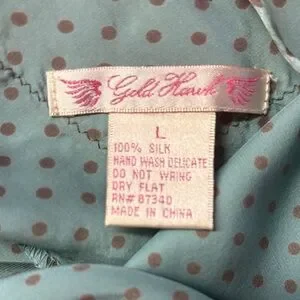 Gold Hawk
L
100% SILK
HAND WASH DELICATE
DO NOT WRING
DRY FLAT
RN# 87340
MADE IN CHINA